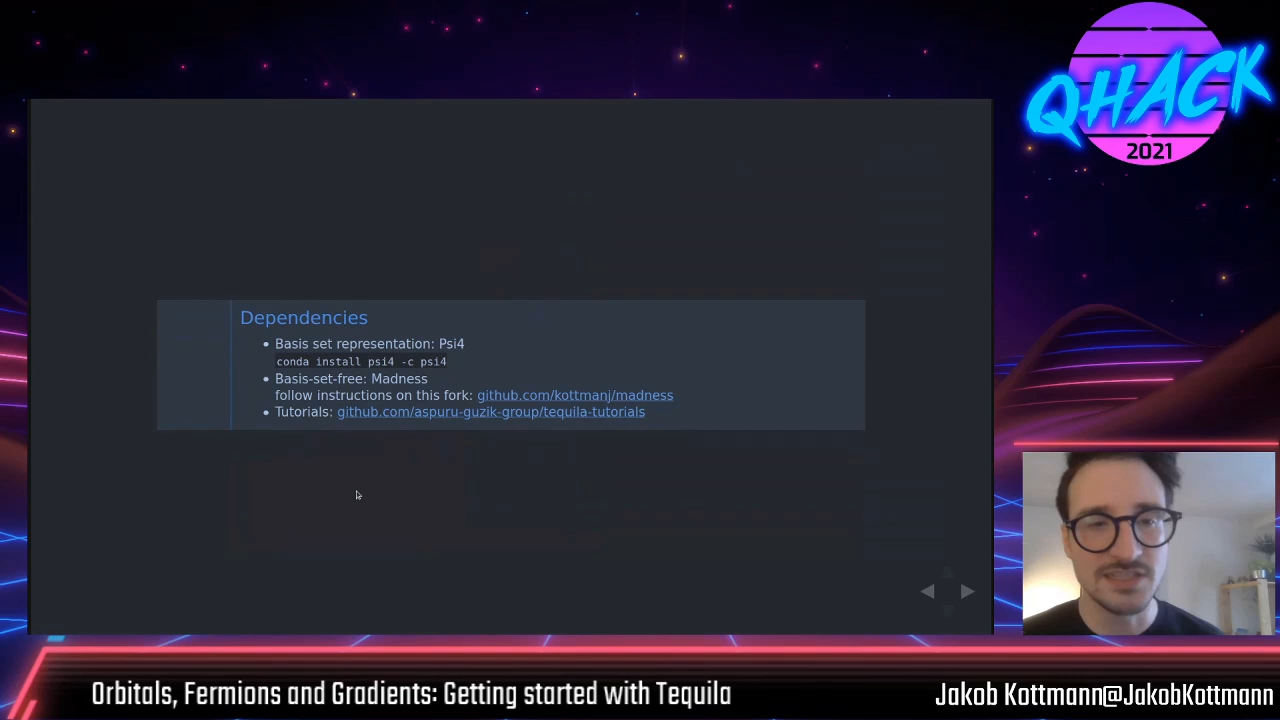 QHACK
2021
Dependencies
• Basis set representation: Psi4
conda install psi4 -c psi4
• Basis-set-free: Madness
follow instructions on this fork: github.com/kottmanj/madness
• Tutorials: github.com/aspuru-guzik-group/tequila-tutorials
Orbitals, Fermions and Gradients: Getting started with Tequila
Jakob Kottmann@JakobKottmann